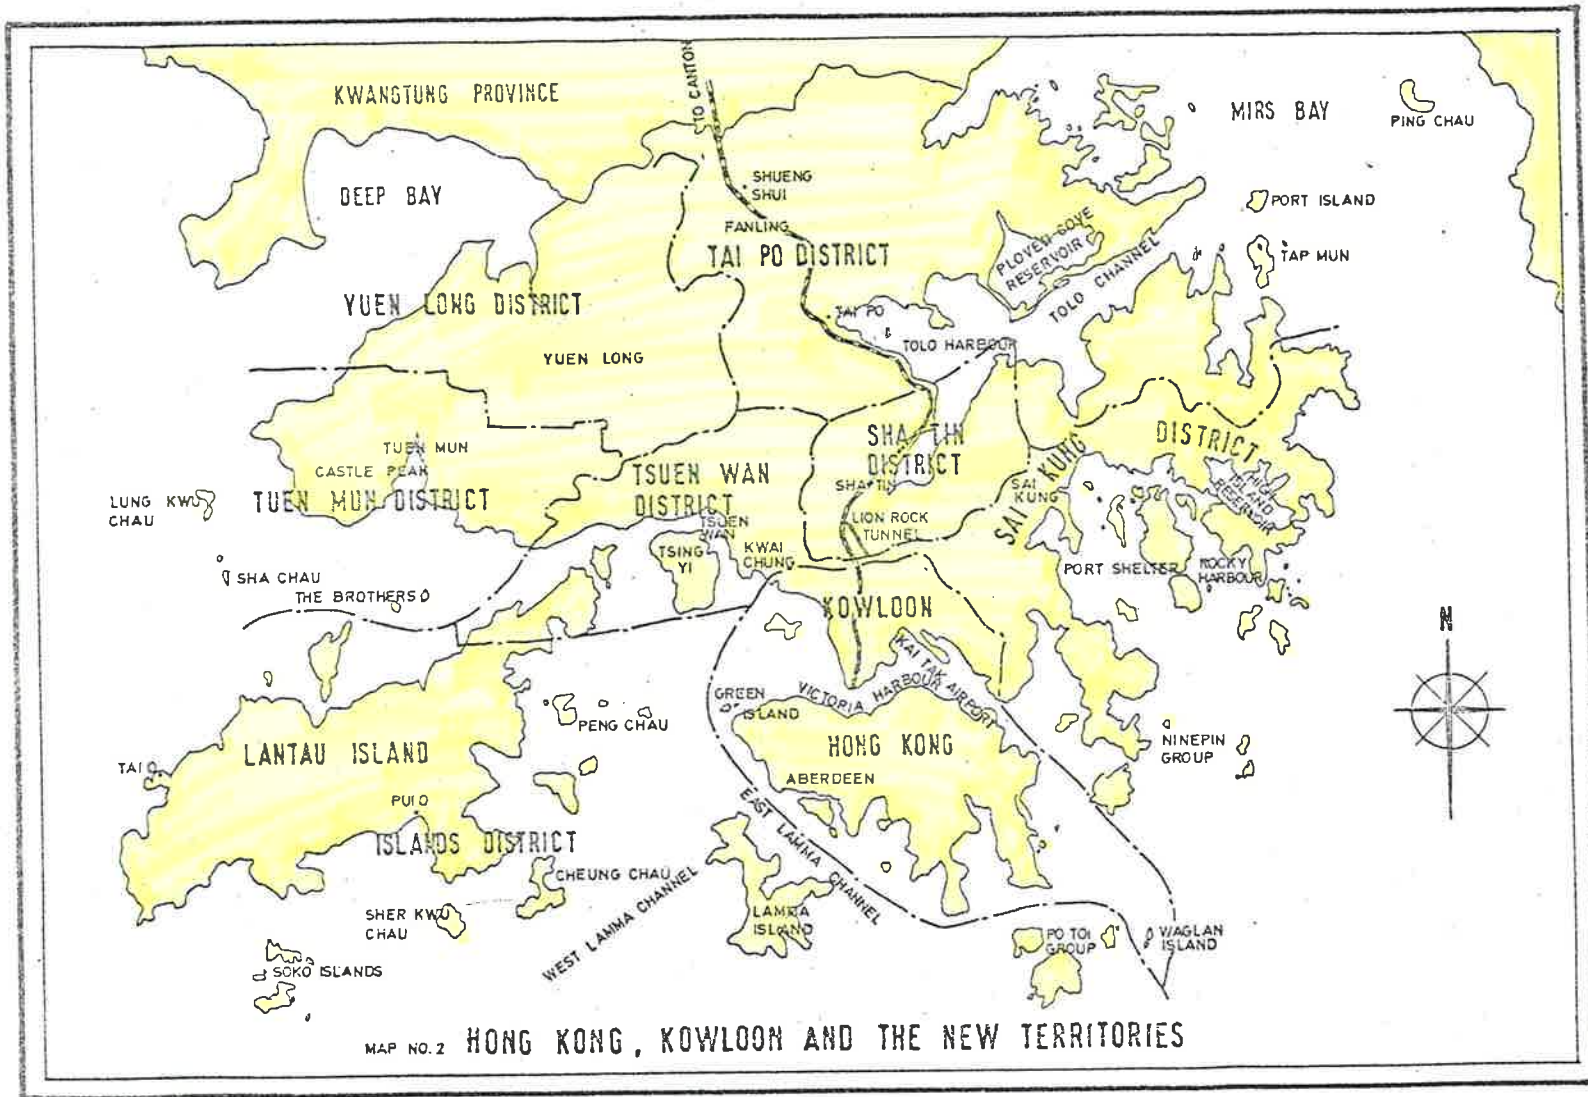 TO CANTON
KWANGTUNG PROVINCE
MIRS BAY
PING CHAU
DEEP BAY
SHUENG
SHUI
PORT ISLAND
FANLING
PLOVER COVE
RESERVOIR
TAI PO DISTRICT
TAP MUN
TOLO CHANNEL
YUEN LONG DISTRICT
TAI PO
TOLO HARBOUR
YUEN LONG
SHA TIN
DISTRICT
SAI KUNG DISTRICT
TUEN MUN
CASTLE PEAK
TUEN MUN DISTRICT
TSUEN WAN
DISTRICT
SHA TIN
SAI
KUNG
HIGH
ISLAND
RESERVOIR
LUNG KWU
CHAU
TSUEN
WAN
LION ROCK
TUNNEL
TSING
YI
KWAI
CHUNG
PORT SHELTER
ROCKY
HARBOUR
SHA CHAU
THE BROTHERS
KOWLOON
N
KAI TAK AIRPORT
VICTORIA HARBOUR
GREEN
ISLAND
PENG CHAU
NINEPIN
GROUP
LANTAU ISLAND
HONG KONG
TAI O
ABERDEEN
PUI O
EAST LAMMA CHANNEL
ISLANDS DISTRICT
CHEUNG CHAU
WEST LAMMA CHANNEL
SHER KWU
CHAU
LAMMA
ISLAND
PO TOI
GROUP
WAGLAN
ISLAND
SOKO ISLANDS
MAP NO. 2 HONG KONG, KOWLOON AND THE NEW TERRITORIES